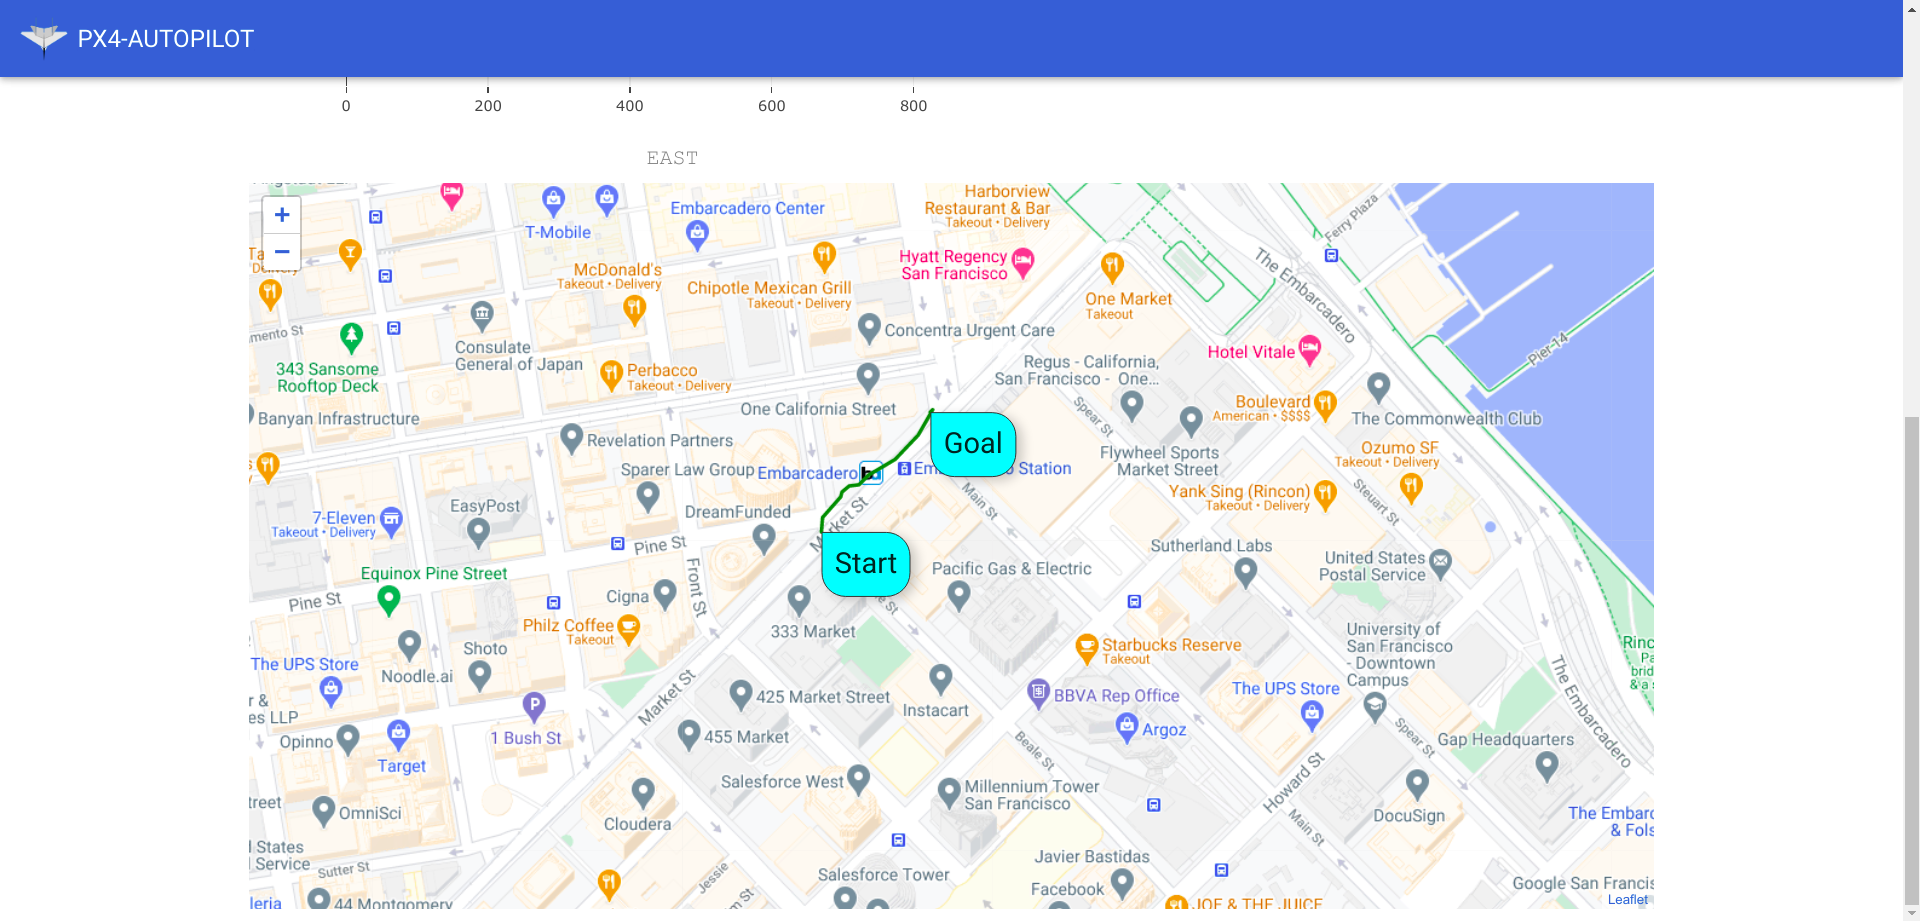 PX4-AUTOPILOT
0 200 400 600 800
EAST
+
−
T-Mobile
Embarcadero Center
Harborview
Restaurant & Bar
Takeout • Delivery
Ferry Plaza
McDonald's
Takeout • Delivery
Chipotle Mexican Grill
Takeout • Delivery
Hyatt Regency
San Francisco
One Market
Takeout
The Embarcadero
Pier-14
343 Sansome
Rooftop Deck
Consulate
General of Japan
Perbacco
Takeout • Delivery
Concentra Urgent Care
Regus - California,
San Francisco - One...
Hotel Vitale
Banyan Infrastructure
One California Street
Spear St
Boulevard
American • $$$$
The Commonwealth Club
Revelation Partners
Sparer Law Group
Embarcadero
Goal
Station
Flywheel Sports
Market Street
Ozumo SF
Takeout • Delivery
Yank Sing (Rincon)
Takeout • Delivery
Steuart St
7-Eleven
Takeout • Delivery
EasyPost
DreamFunded
Main St
Pine St
Start
Sutherland Labs
United States
Postal Service
Equinox Pine Street
Pine St
Front St
Cigna
Pacific Gas & Electric
Philz Coffee
Takeout
333 Market
Starbucks Reserve
Takeout
University of
San Francisco
- Downtown
Campus
The UPS Store
Noodle.ai
Shoto
Market St
425 Market Street
Instacart
BBVA Rep Office
The UPS Store
The Embarcadero
Opinno
Target
1 Bush St
P
455 Market
Argoz
Beale St
Spear St
Gap Headquarters
OmniSci
Cloudera
Salesforce West
Millennium Tower
San Francisco
Howard St
Main St
DocuSign
& Fols
Sutter St
Jessie
Salesforce Tower
Javier Bastidas
Facebook
44 Montgomery
JOE & THE JUICE
Google San Francis
Leaflet